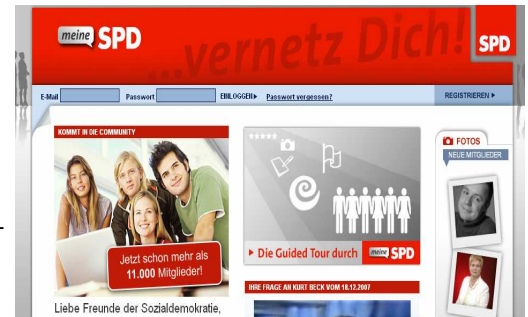 meine SPD
...vernetz Dich!
SPD
E-Mail
Passwort
EINLOGGEN
Passwort vergessen?
REGISTRIEREN
KOMMT IN DIE COMMUNITY
Jetzt schon mehr als
11.000 Mitglieder!
Liebe Freunde der Sozialdemokratie,
Die Guided Tour durch meine SPD
IHRE FRAGE AN KURT BECK VOM 18.12.2007
FOTOS
NEUE MITGLIEDER